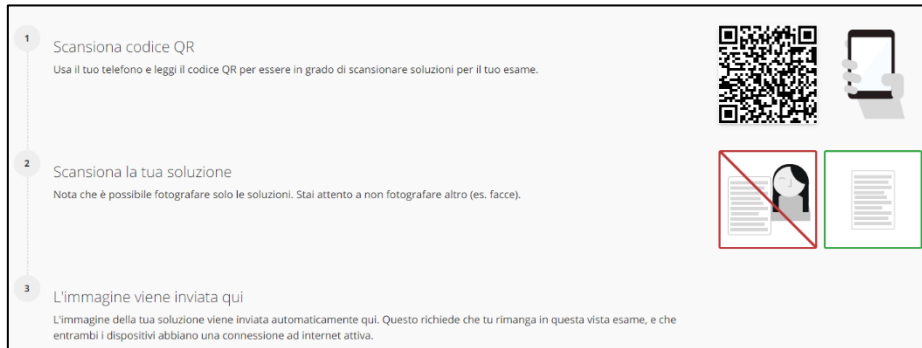 1
Scansiona codice QR
Usa il tuo telefono e leggi il codice QR per essere in grado di scansionare soluzioni per il tuo esame.
2
Scansiona la tua soluzione
Nota che è possibile fotografare solo le soluzioni. Stai attento a non fotografare altro (es. facce).
3
L'immagine viene inviata qui
L'immagine della tua soluzione viene inviata automaticamente qui. Questo richiede che tu rimanga in questa vista esame, e che
entrambi i dispositivi abbiano una connessione ad internet attiva.